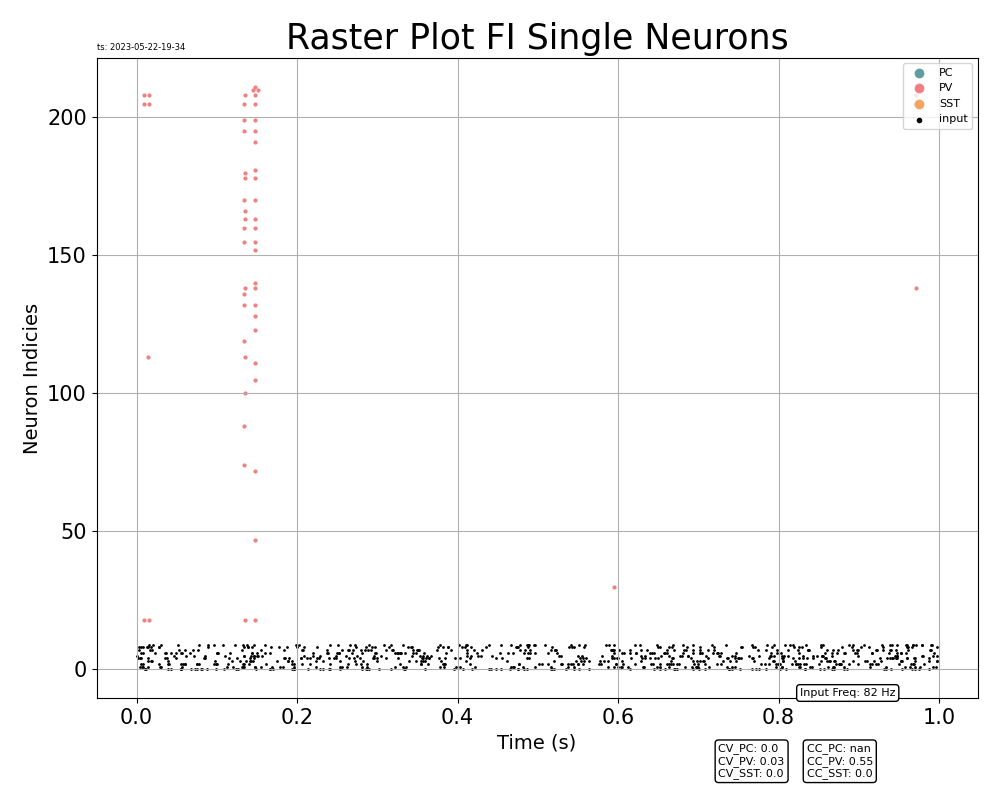 Raster Plot FI Single Neurons
ts: 2023-05-22-19-34
PC
PV
SST
input
200
150
100
50
0
Neuron Indicies
0.0 0.2 0.4 0.6 0.8 1.0
Time (s)
Input Freq: 82 Hz
CV_PC: 0.0
CV_PV: 0.03
CV_SST: 0.0
CC_PC: nan
CC_PV: 0.55
CC_SST: 0.0